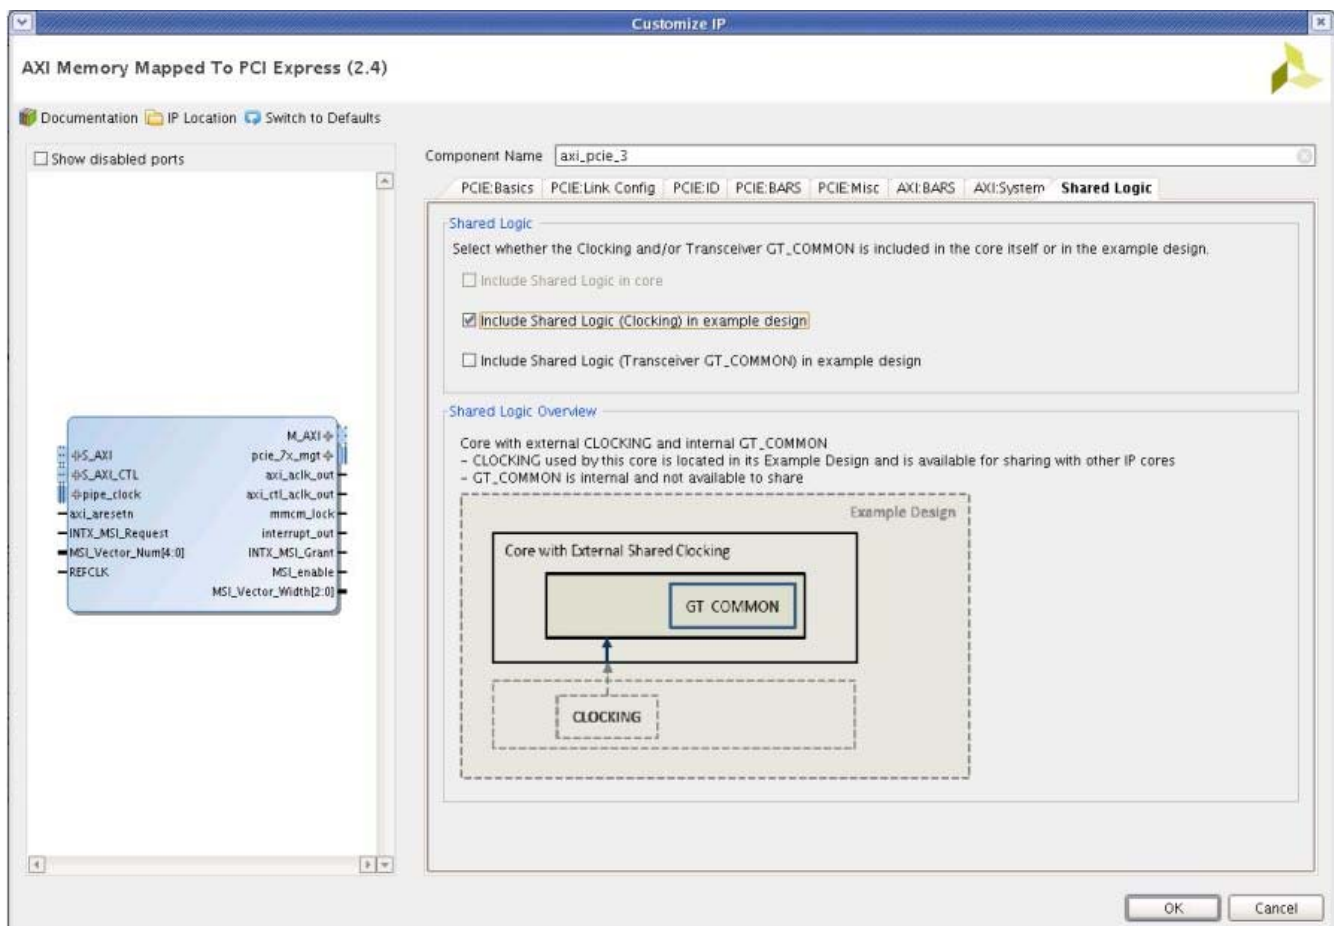 Customize IP
AXI Memory Mapped To PCI Express (2.4)
Documentation IP Location Switch to Defaults
Show disabled ports
M_AXI
S_AXI
pcie_7x_mgt
S_AXI_CTL
axi_aclk_out
pipe_clock
axi_ctl_aclk_out
axi_aresetn
mmcm_lock
INTX_MSI_Request
interrupt_out
MSI_Vector_Num[4:0]
INTX_MSI_Grant
REFCLK
MSI_enable
MSI_Vector_Width[2:0]
Component Name axi_pcie_3
PCIE:Basics PCIE:Link Config PCIE:ID PCIE:BARS PCIE:Misc AXI:BARS AXI:System Shared Logic
Shared Logic
Select whether the Clocking and/or Transceiver GT_COMMON is included in the core itself or in the example design.
Include Shared Logic in core
Include Shared Logic (Clocking) in example design
Include Shared Logic (Transceiver GT_COMMON) in example design
Shared Logic Overview
Core with external CLOCKING and internal GT_COMMON
- CLOCKING used by this core is located in its Example Design and is available for sharing with other IP cores
- GT_COMMON is internal and not available to share
Example Design
Core with External Shared Clocking
GT COMMON
CLOCKING
OK Cancel